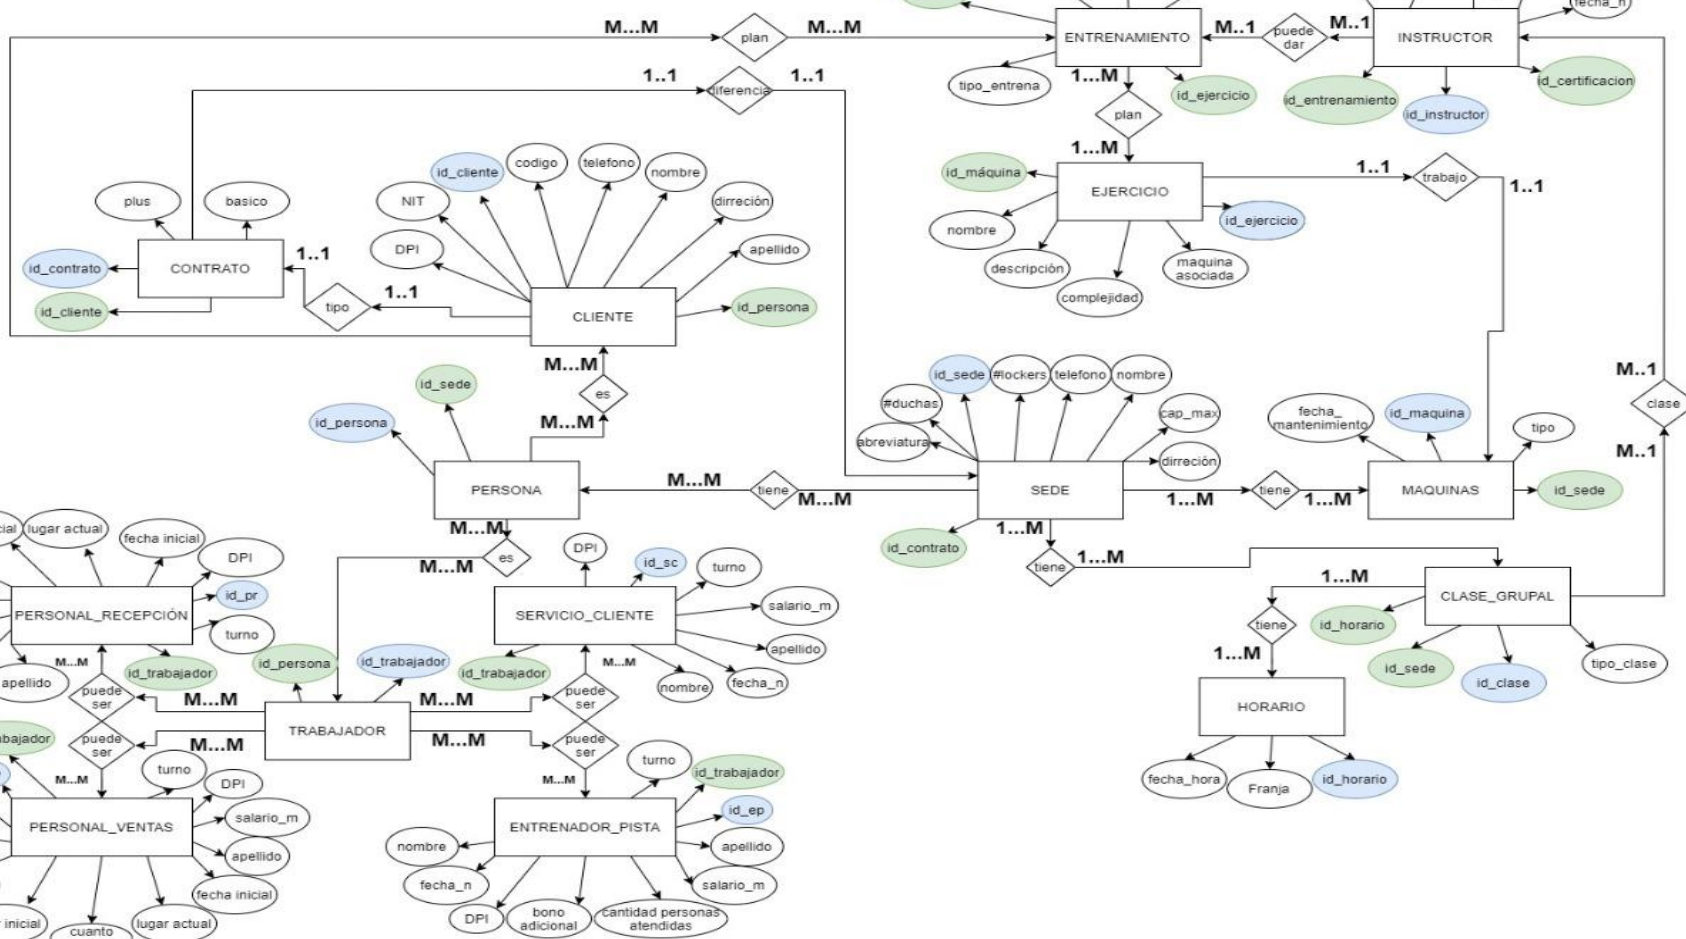 fecha_n
M...M
plan
M...M
ENTRENAMIENTO
M..1
puede
dar
M..1
INSTRUCTOR
1..1
diferencia
1..1
tipo_entrena
1...M
id_ejercicio
id_entrenamiento
id_instructor
id_certificacion
plan
1...M
id_cliente
codigo
telefono
nombre
NIT
dirreción
DPI
apellido
id_persona
plus
basico
id_contrato
CONTRATO
1..1
id_cliente
tipo
1..1
CLIENTE
id_máquina
EJERCICIO
1..1
trabajo
1..1
nombre
id_ejercicio
descripción
maquina
asociada
complejidad
M...M
es
M...M
id_sede
id_persona
PERSONA
M...M
tiene
M...M
id_sede
#lockers
telefono
nombre
#duchas
abreviatura
cap_max
dirreción
SEDE
id_contrato
1...M
tiene
1...M
fecha_
mantenimiento
id_maquina
tipo
MAQUINAS
id_sede
M..1
clase
M..1
1...M
tiene
1...M
M...M
es
M...M
lugar actual
fecha inicial
DPI
PERSONAL_RECEPCIÓN
id_pr
turno
apellido
id_trabajador
M...M
puede
ser
M...M
DPI
id_sc
turno
SERVICIO_CLIENTE
salario_m
apellido
id_trabajador
nombre
fecha_n
M...M
puede
ser
M...M
id_persona
id_trabajador
TRABAJADOR
puede
ser
M...M
M...M
puede
ser
M...M
M...M
1...M
tiene
1...M
CLASE_GRUPAL
id_horario
id_sede
id_clase
tipo_clase
HORARIO
fecha_hora
Franja
id_horario
turno
DPI
PERSONAL_VENTAS
salario_m
apellido
fecha inicial
inicial
cuanto
lugar actual
turno
id_trabajador
ENTRENADOR_PISTA
id_ep
nombre
apellido
fecha_n
salario_m
DPI
bono
adicional
cantidad personas
atendidas